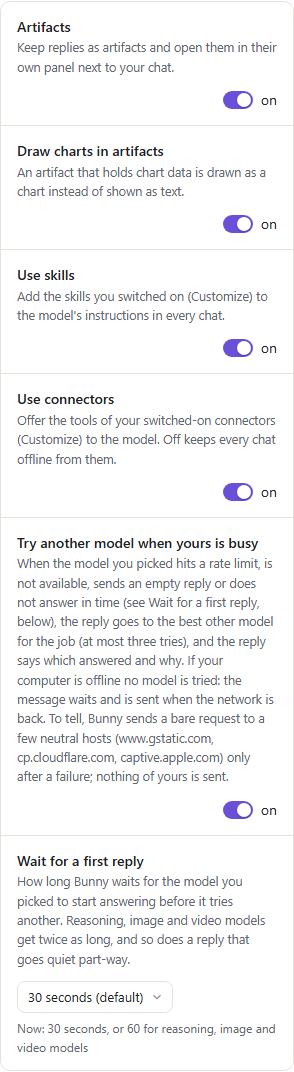 Artifacts
Keep replies as artifacts and open them in their
own panel next to your chat.
on
Draw charts in artifacts
An artifact that holds chart data is drawn as a
chart instead of shown as text.
on
Use skills
Add the skills you switched on (Customize) to
the model's instructions in every chat.
on
Use connectors
Offer the tools of your switched-on connectors
(Customize) to the model. Off keeps every chat
offline from them.
on
Try another model when yours is busy
When the model you picked hits a rate limit, is
not available, sends an empty reply or does
not answer in time (see Wait for a first reply,
below), the reply goes to the best other model
for the job (at most three tries), and the reply
says which answered and why. If your
computer is offline no model is tried: the
message waits and is sent when the network is
back. To tell, Bunny sends a bare request to a
few neutral hosts (www.gstatic.com,
cp.cloudflare.com, captive.apple.com) only
after a failure; nothing of yours is sent.
on
Wait for a first reply
How long Bunny waits for the model you
picked to start answering before it tries
another. Reasoning, image and video models
get twice as long, and so does a reply that
goes quiet part-way.
30 seconds (default)
Now: 30 seconds, or 60 for reasoning, image and
video models